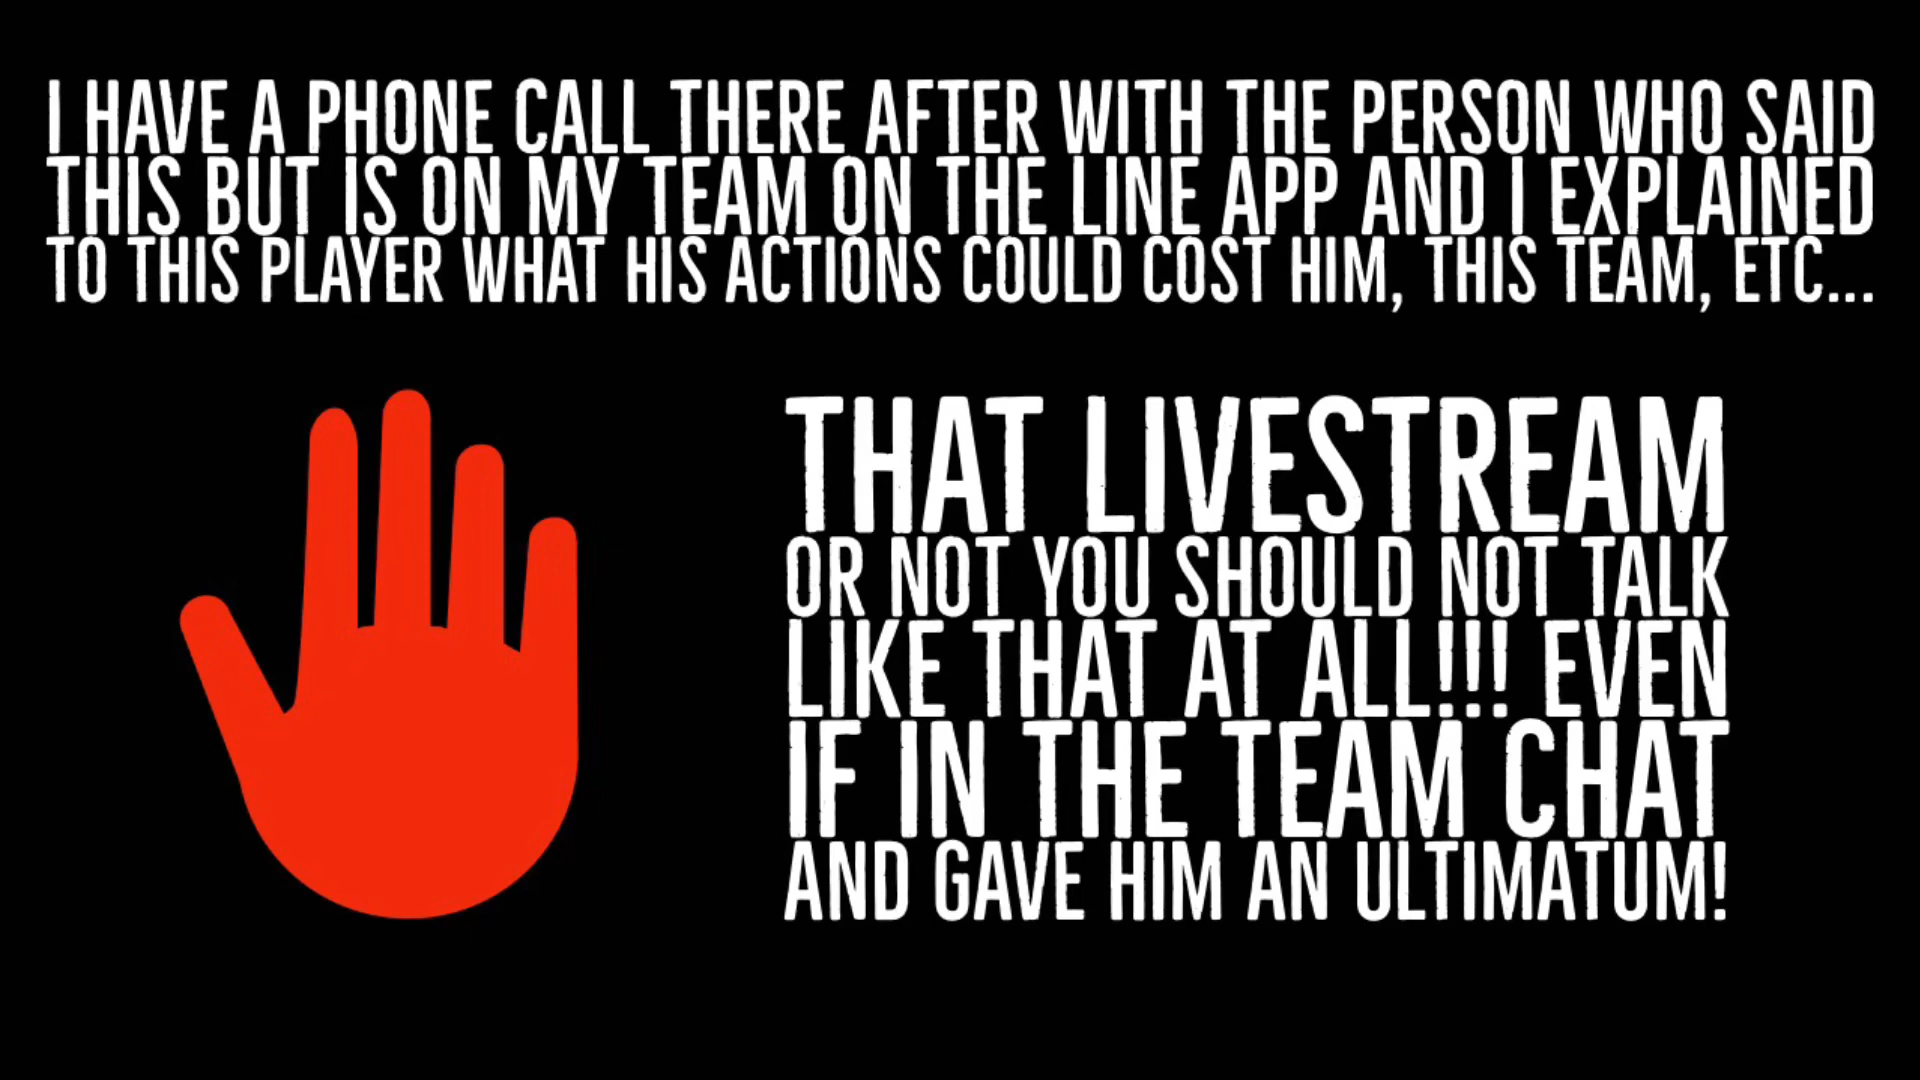 I HAVE A PHONE CALL THERE AFTER WITH THE PERSON WHO SAID
THIS BUT IS ON MY TEAM ON THE LINE APP AND I EXPLAINED
TO THIS PLAYER WHAT HIS ACTIONS COULD COST HIM, THIS TEAM, ETC...
THAT LIVESTREAM
OR NOT YOU SHOULD NOT TALK
LIKE THAT AT ALL!!! EVEN
IF IN THE TEAM CHAT
AND GAVE HIM AN ULTIMATUM!